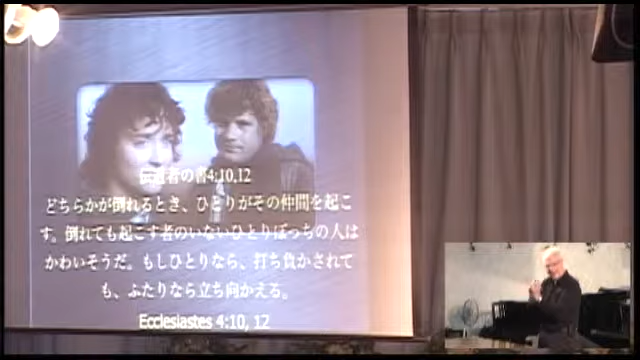 伝道者の書4:10,12
どちらかが倒れるとき、ひとりがその仲間を起こ
す。倒れても起こす者のいないひとりぼっちの人は
かわいそうだ。もしひとりなら、打ち負かされて
も、ふたりなら立ち向かえる。
Ecclesiastes 4:10, 12